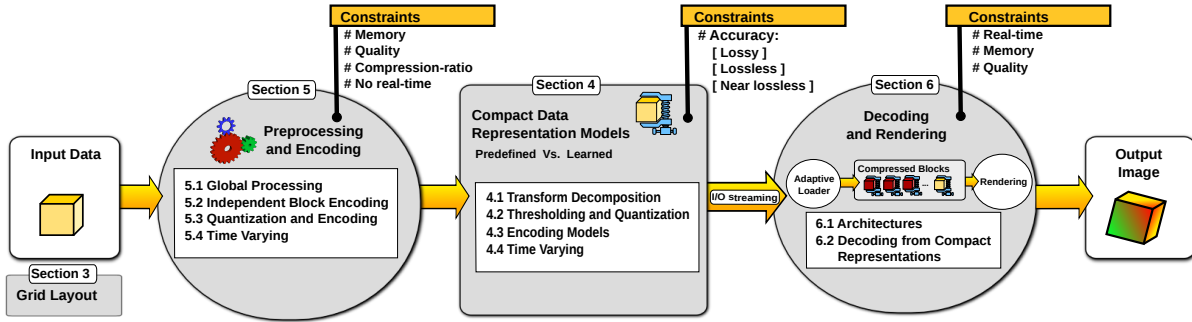 Input Data
Section 3
Grid Layout
Constraints
# Memory
# Quality
# Compression-ratio
# No real-time
Section 5
Preprocessing
and Encoding
5.1 Global Processing
5.2 Independent Block Encoding
5.3 Quantization and Encoding
5.4 Time Varying
Constraints
# Accuracy:
[ Lossy ]
[ Lossless ]
[ Near lossless ]
Section 4
Compact Data
Representation Models
Predefined Vs. Learned
4.1 Transform Decomposition
4.2 Thresholding and Quantization
4.3 Encoding Models
4.4 Time Varying
I/O Streaming
Constraints
# Real-time
# Memory
# Quality
Section 6
Decoding
and Rendering
Adaptive
Loader
Compressed Blocks
...
Rendering
6.1 Architectures
6.2 Decoding from Compact
Representations
Output
Image